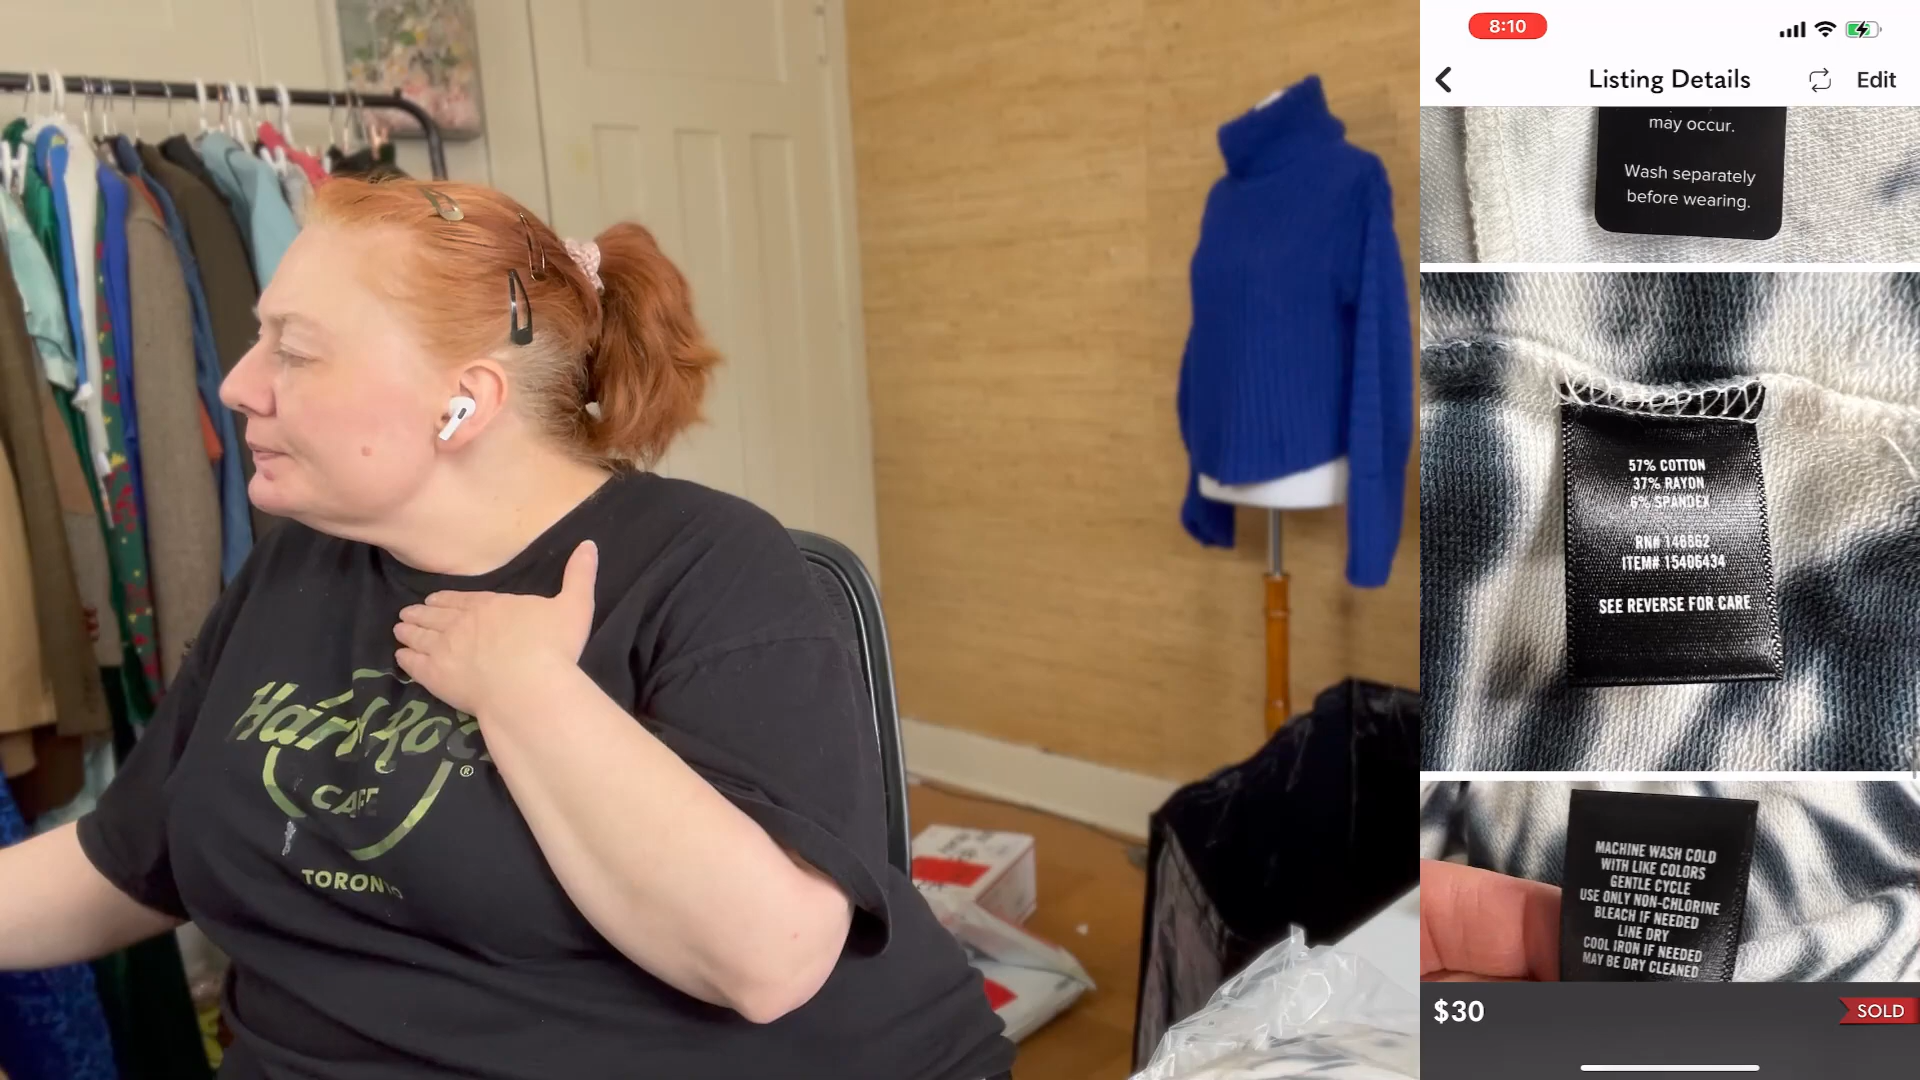 Hard Rock
CAFE
®
TORONTO
8:10
Listing Details
Edit
may occur.
Wash separately
before wearing.
57% COTTON
37% RAYON
6% SPANDEX
RN# 146862
ITEM# 15406434
SEE REVERSE FOR CARE
MACHINE WASH COLD
WITH LIKE COLORS
GENTLE CYCLE
USE ONLY NON-CHLORINE
BLEACH IF NEEDED
LINE DRY
COOL IRON IF NEEDED
MAY BE DRY CLEANED
$30
SOLD